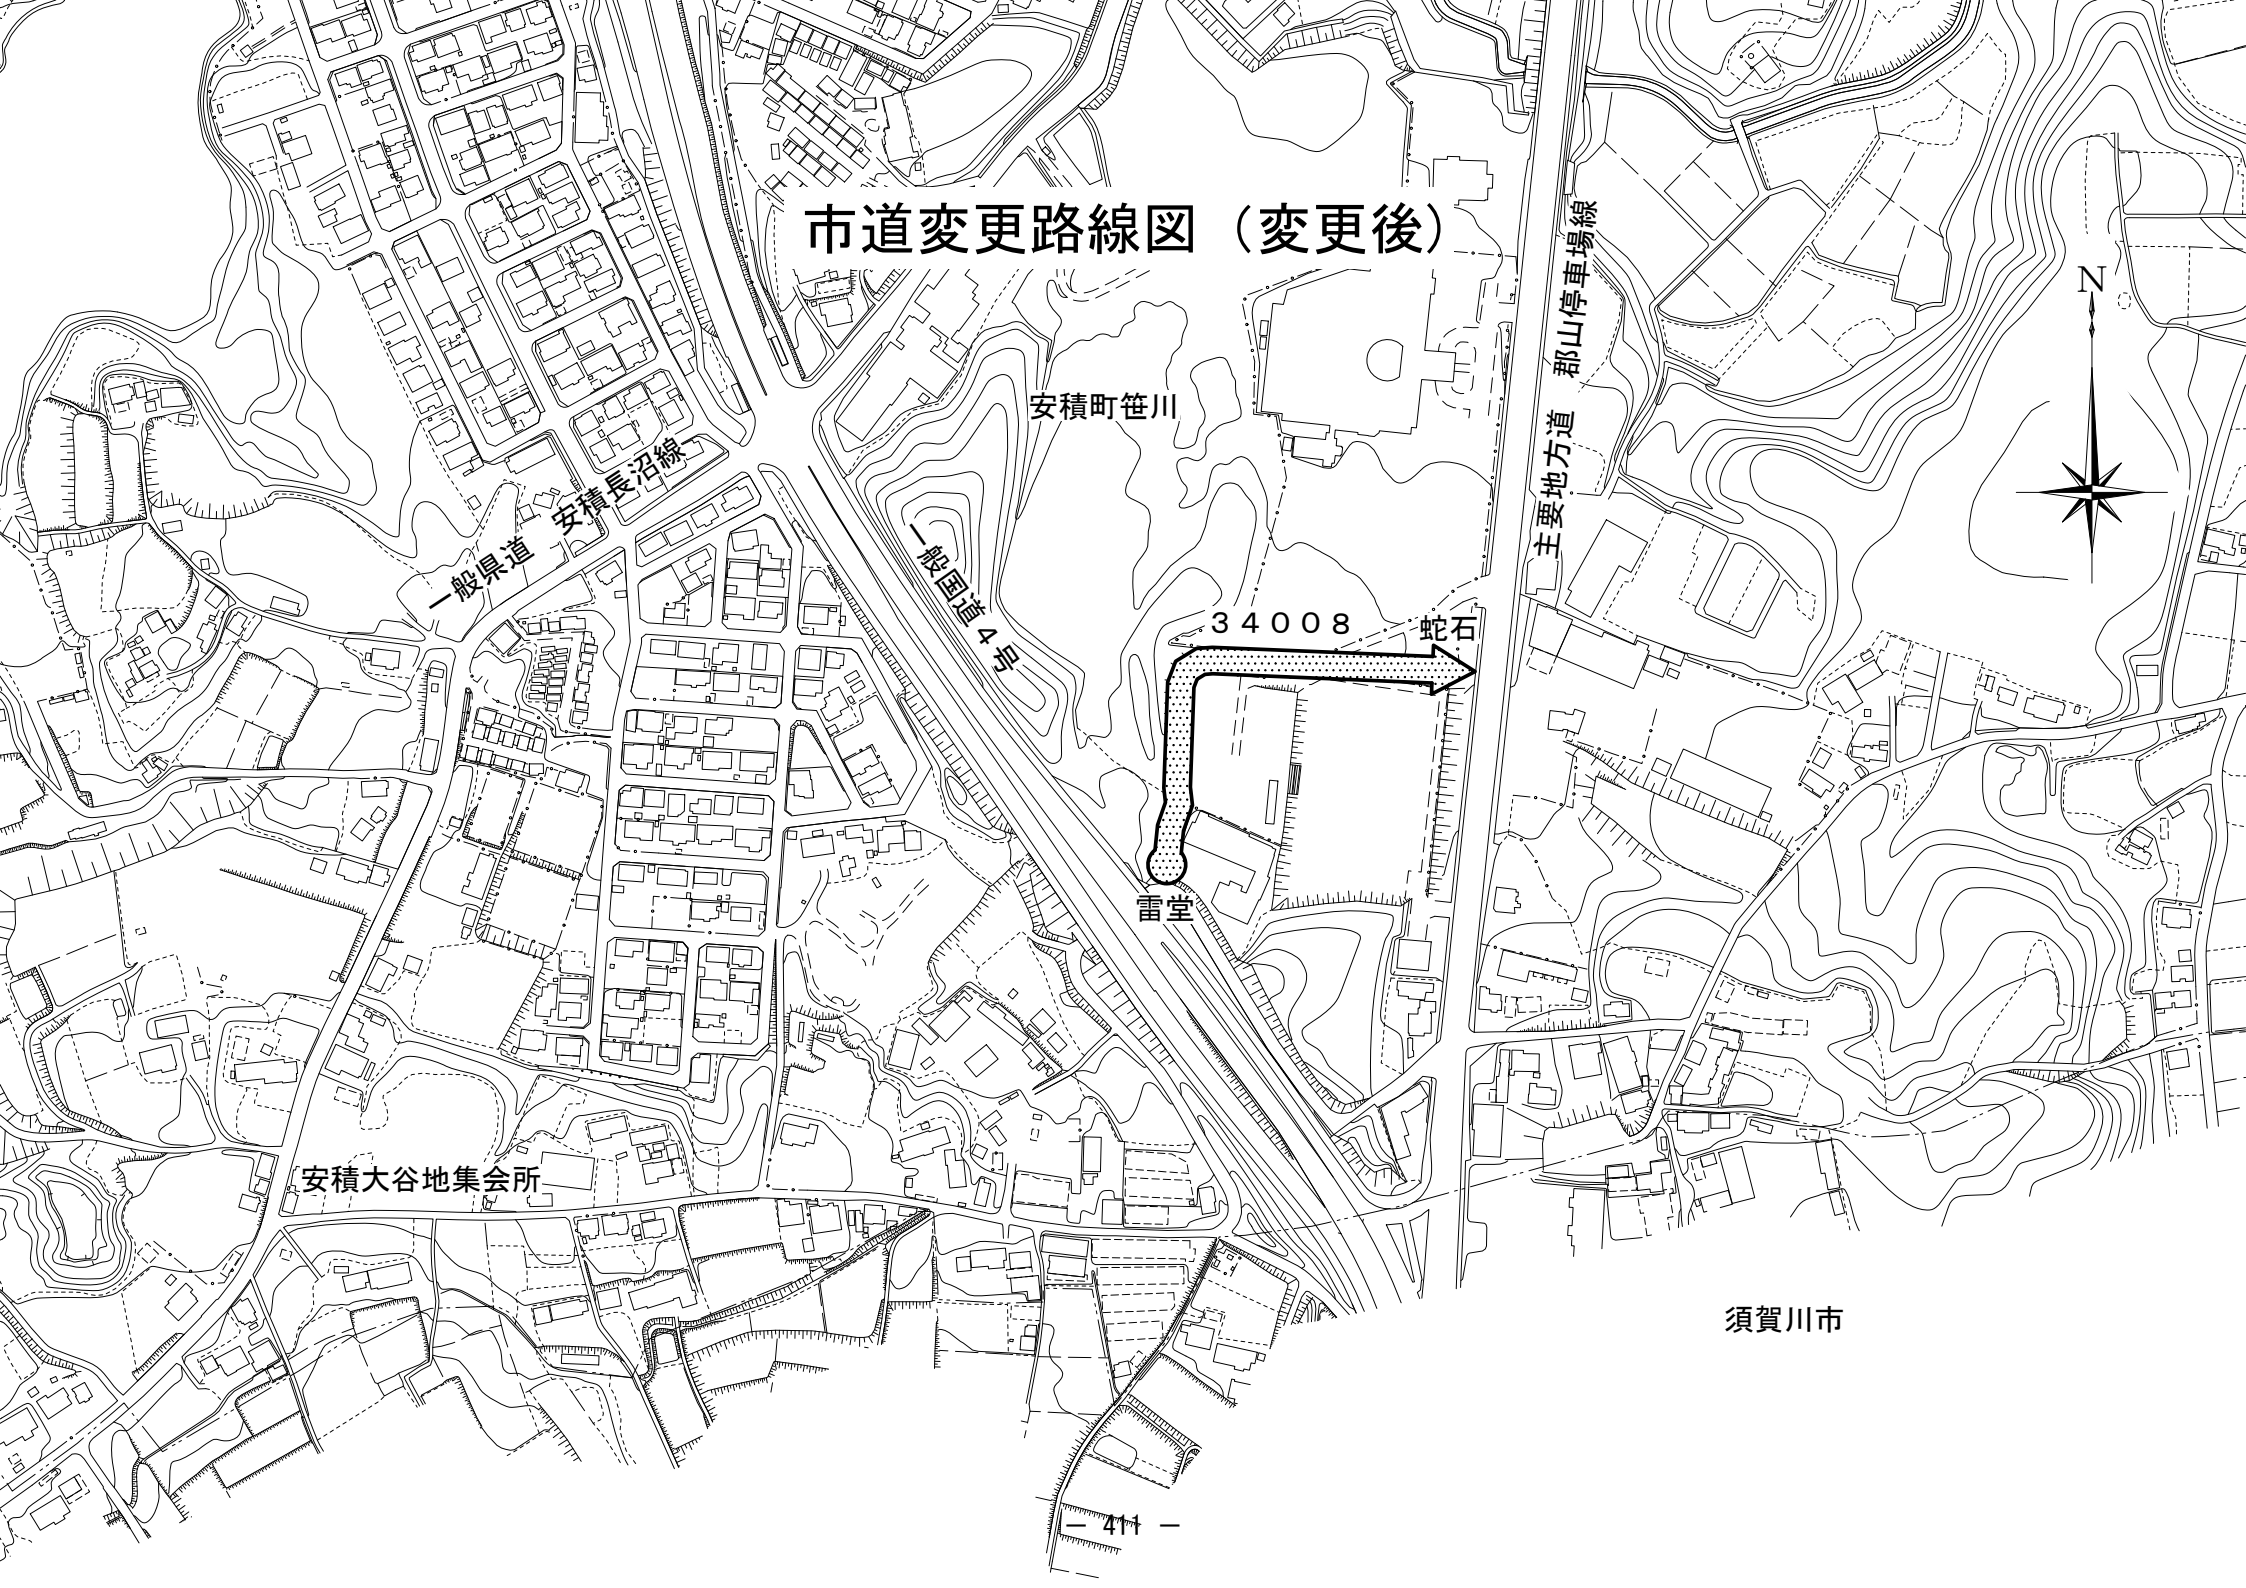 市道変更路線図（変更後）
主要地方道　郡山停車場線
N
安積町笹川
一般県道　安積長沼線
一般国道４号
３４００８
蛇石
雷堂
安積大谷地集会所
須賀川市
－ 411 －